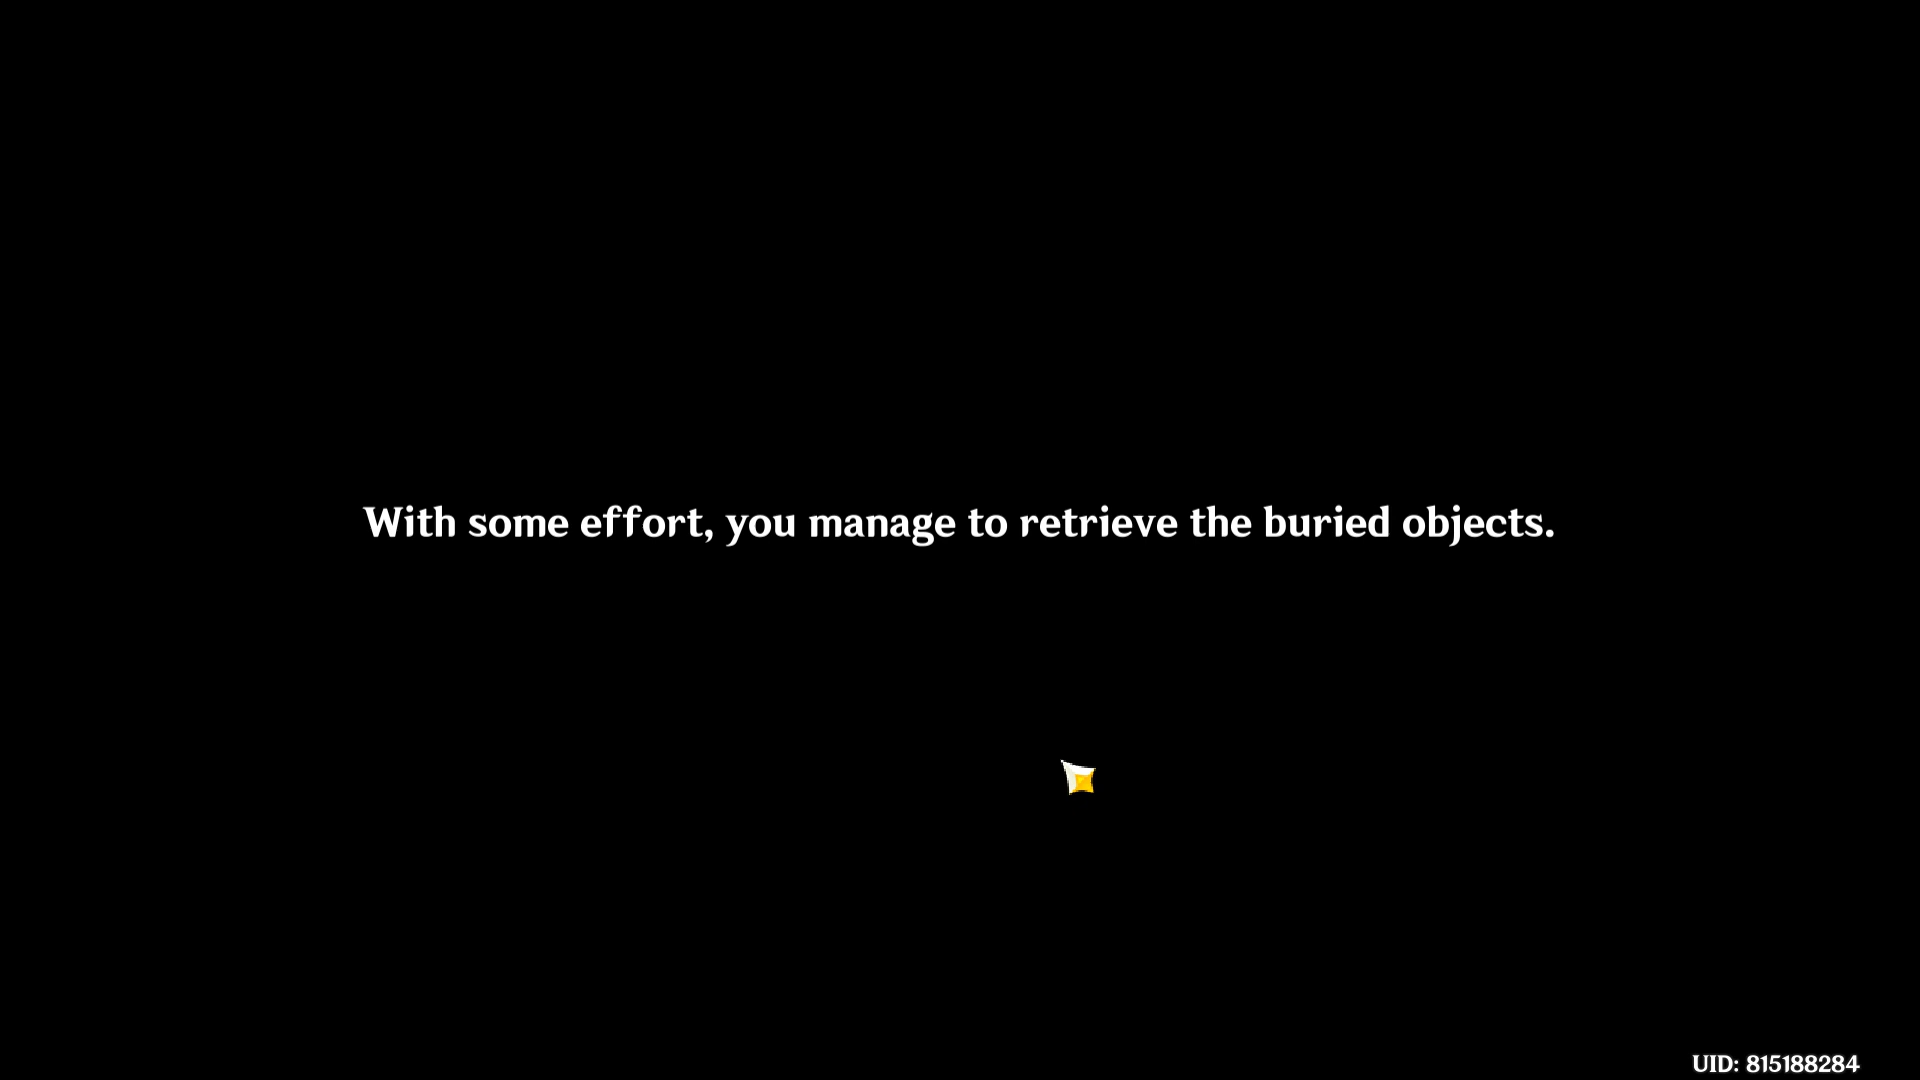 With some effort, you manage to retrieve the buried objects.
UID: 815188284